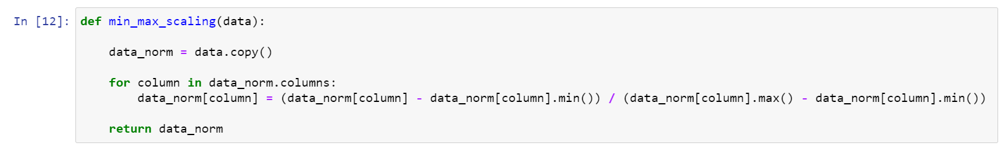 In [12]: def min_max_scaling(data):
data_norm = data.copy()
for column in data_norm.columns:
data_norm[column] = (data_norm[column] - data_norm[column].min()) / (data_norm[column].max() - data_norm[column].min())
return data_norm